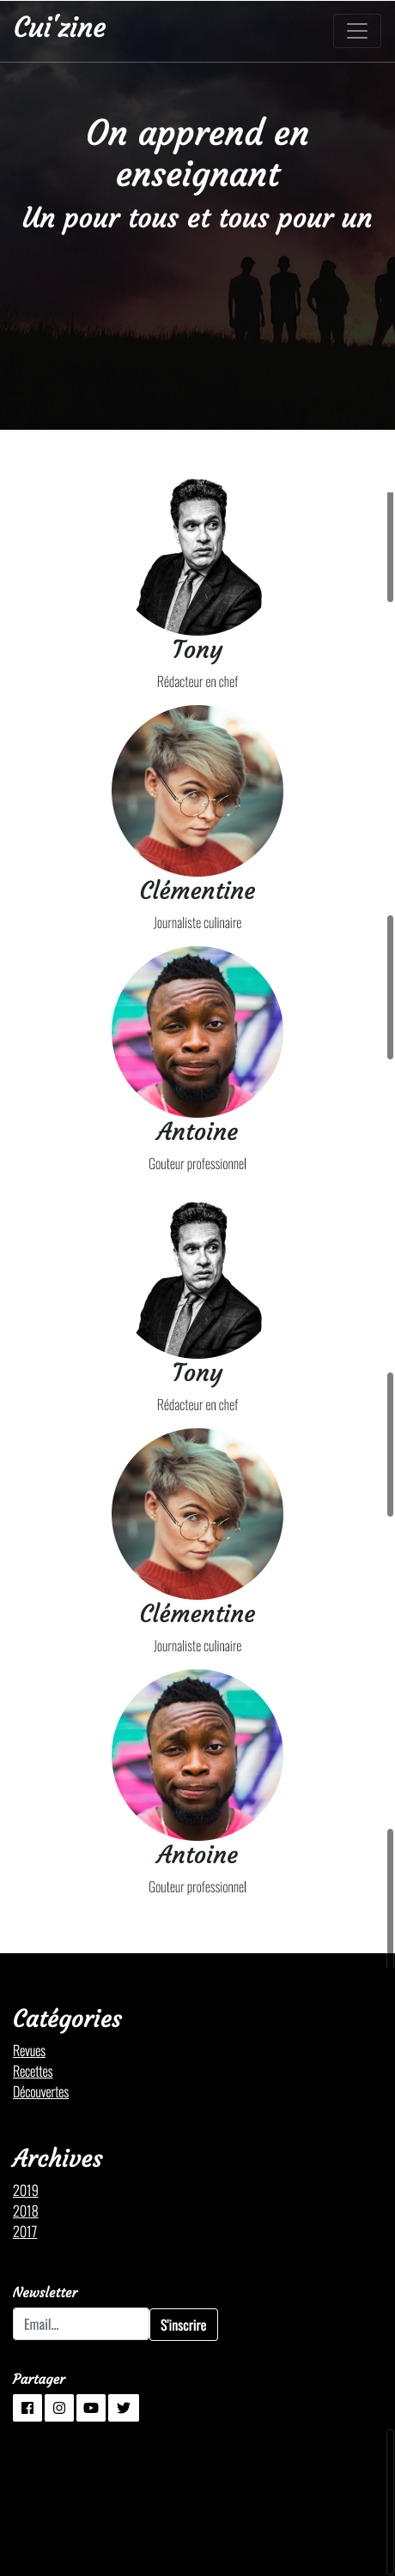 Cui'zine
On apprend en
enseignant
Un pour tous et tous pour un
Tony
Rédacteur en chef
Clémentine
Journaliste culinaire
Antoine
Gouteur professionnel
Tony
Rédacteur en chef
Clémentine
Journaliste culinaire
Antoine
Gouteur professionnel
Catégories
Revues
Recettes
Découvertes
Archives
2019
2018
2017
Newsletter
Email...
S'inscrire
Partager